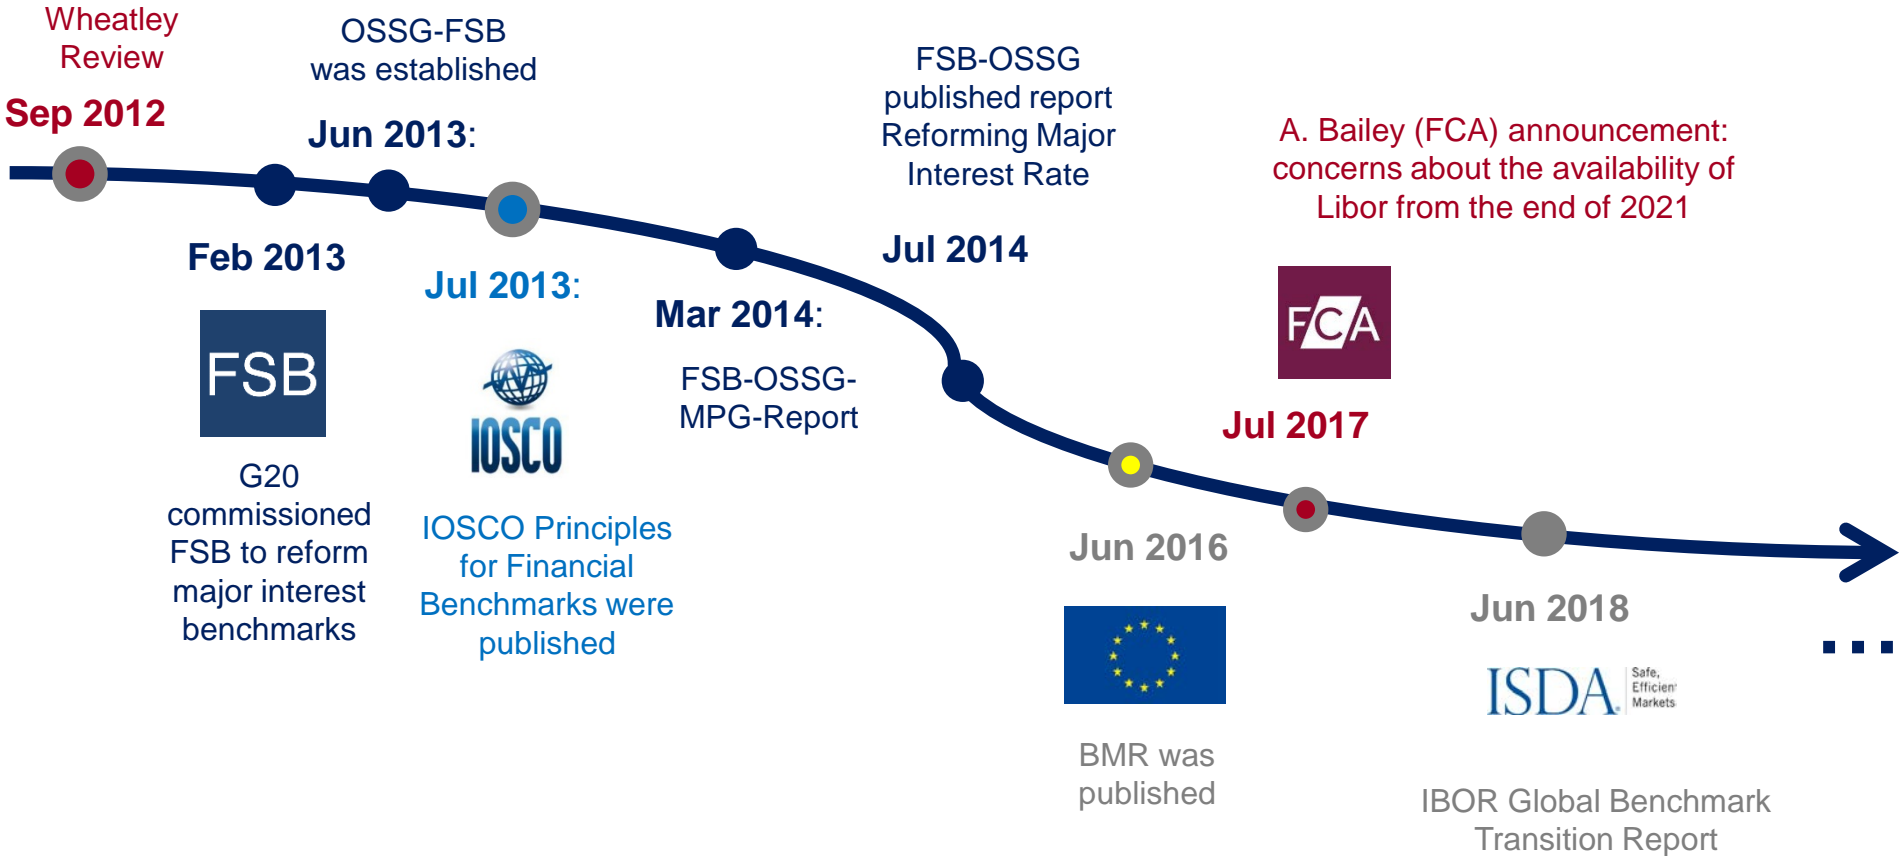 Wheatley
Review
Sep 2012
OSSG-FSB
was established
Jun 2013:
FSB-OSSG
published report
Reforming Major
Interest Rate
Jul 2014
A. Bailey (FCA) announcement:
concerns about the availability of
Libor from the end of 2021
FCA
Jul 2017
Feb 2013
FSB
G20
commissioned
FSB to reform
major interest
benchmarks
Jul 2013:
IOSCO
IOSCO Principles
for Financial
Benchmarks were
published
Mar 2014:
FSB-OSSG-
MPG-Report
Jun 2016
BMR was
published
Jun 2018
ISDA
Safe,
Efficient
Markets
IBOR Global Benchmark
Transition Report